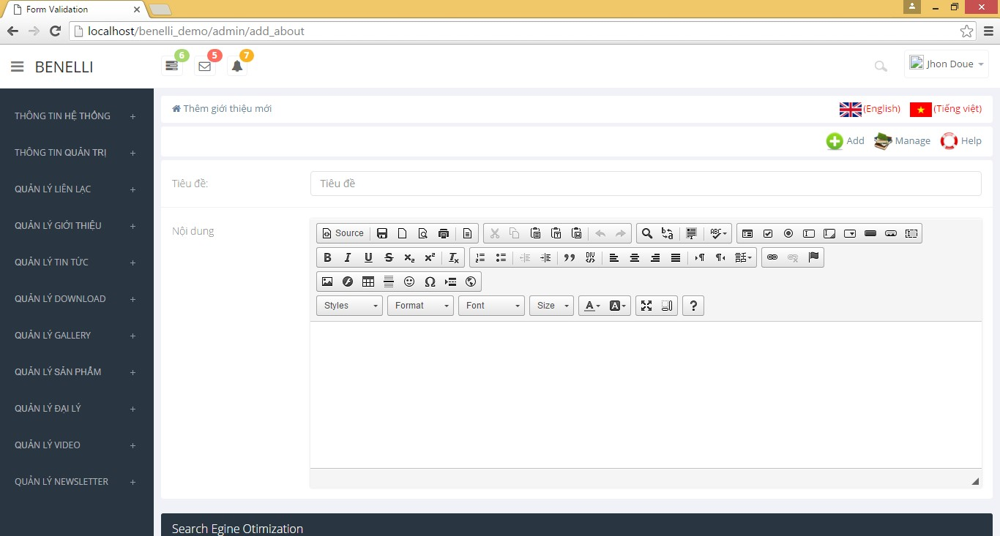 Form Validation
localhost/benelli_demo/admin/add_about
BENELLI
6
5
7
Jhon Doue
THÔNG TIN HỆ THỐNG
THÔNG TIN QUẢN TRỊ
QUẢN LÝ LIÊN LẠC
QUẢN LÝ GIỚI THIỆU
QUẢN LÝ TIN TỨC
QUẢN LÝ DOWNLOAD
QUẢN LÝ GALLERY
QUẢN LÝ SẢN PHẨM
QUẢN LÝ ĐẠI LÝ
QUẢN LÝ VIDEO
QUẢN LÝ NEWSLETTER
Thêm giới thiệu mới
(English) (Tiếng việt)
Add Manage Help
Tiêu đề: Tiêu đề
Nội dung
Source
Styles Format Font Size
Search Egine Otimization